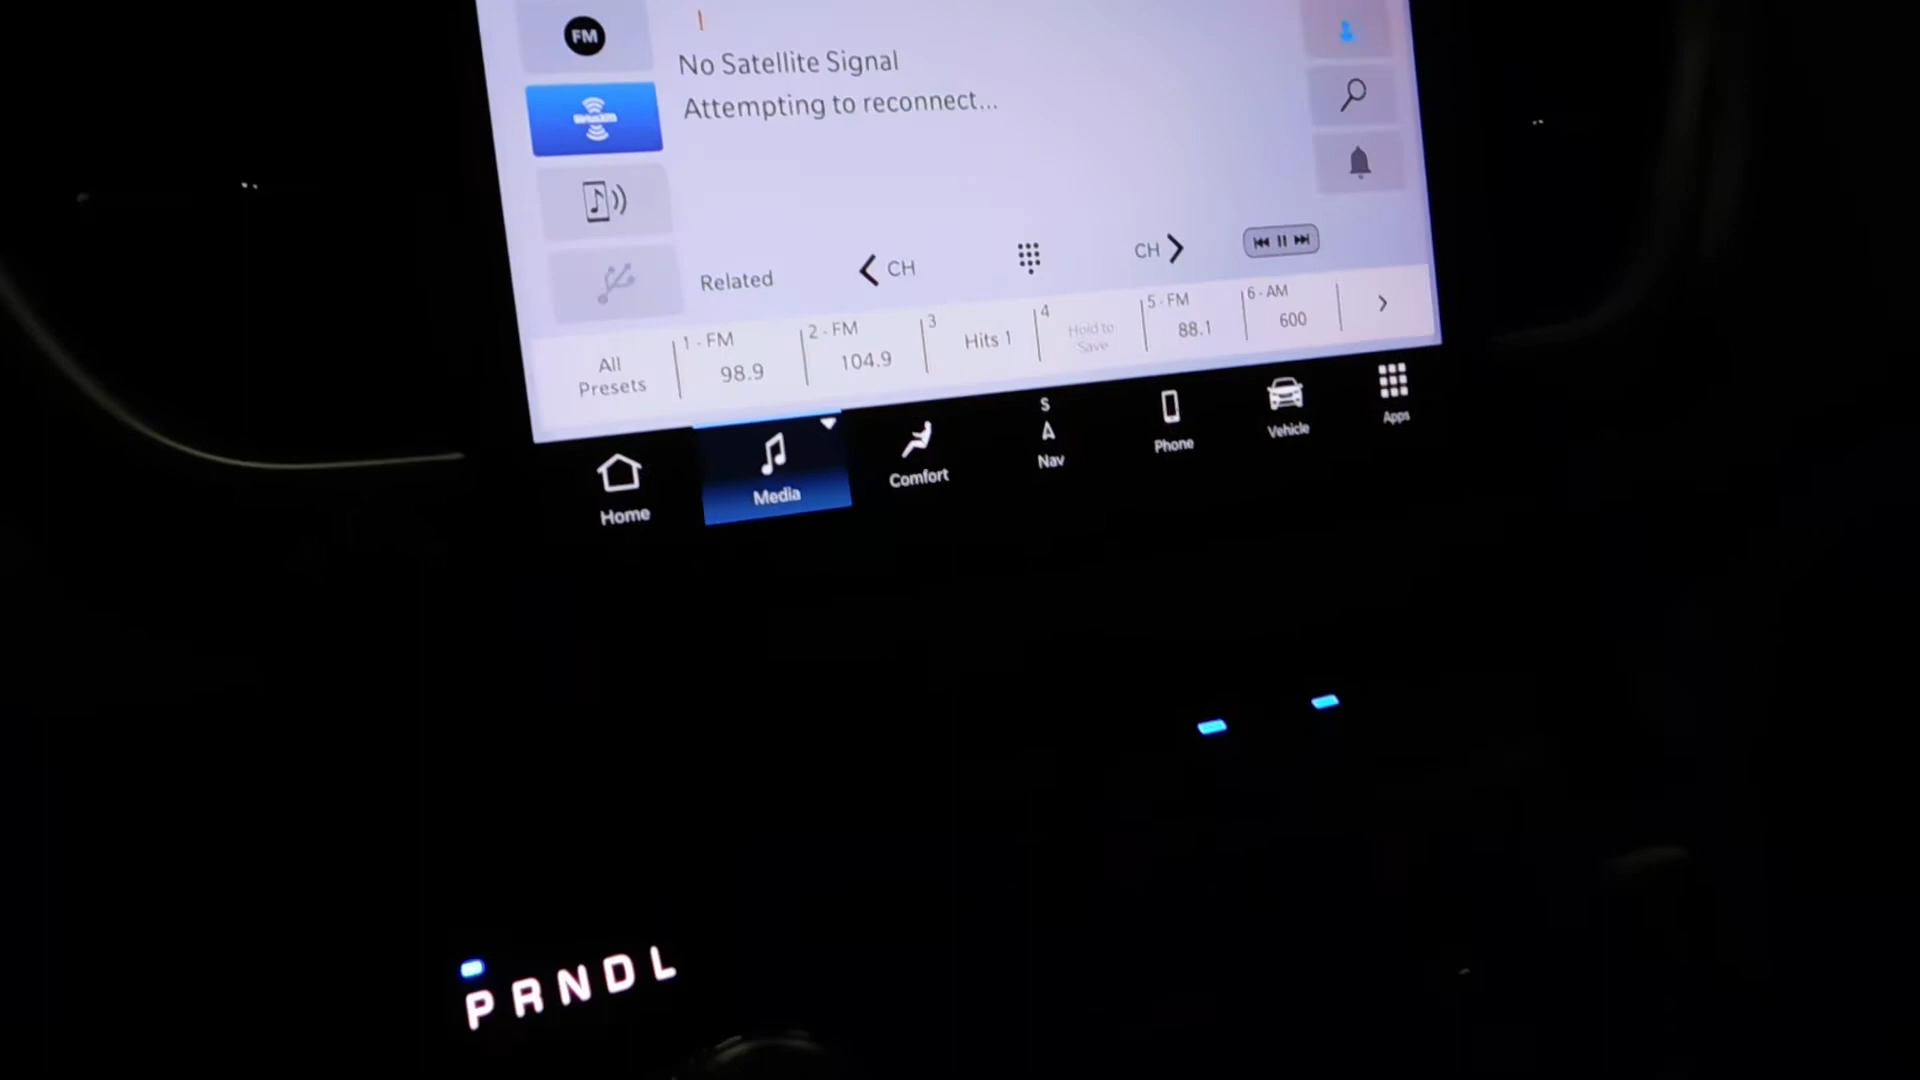 FM
No Satellite Signal
SiriusXM
Attempting to reconnect...
Related
CH
CH
All Presets
1 - FM
98.9
2 - FM
104.9
3
Hits 1
4
Hold to
Save
5 - FM
88.1
6 - AM
600
Home
Media
Comfort
S
Nav
Phone
Vehicle
Apps
P R N D L